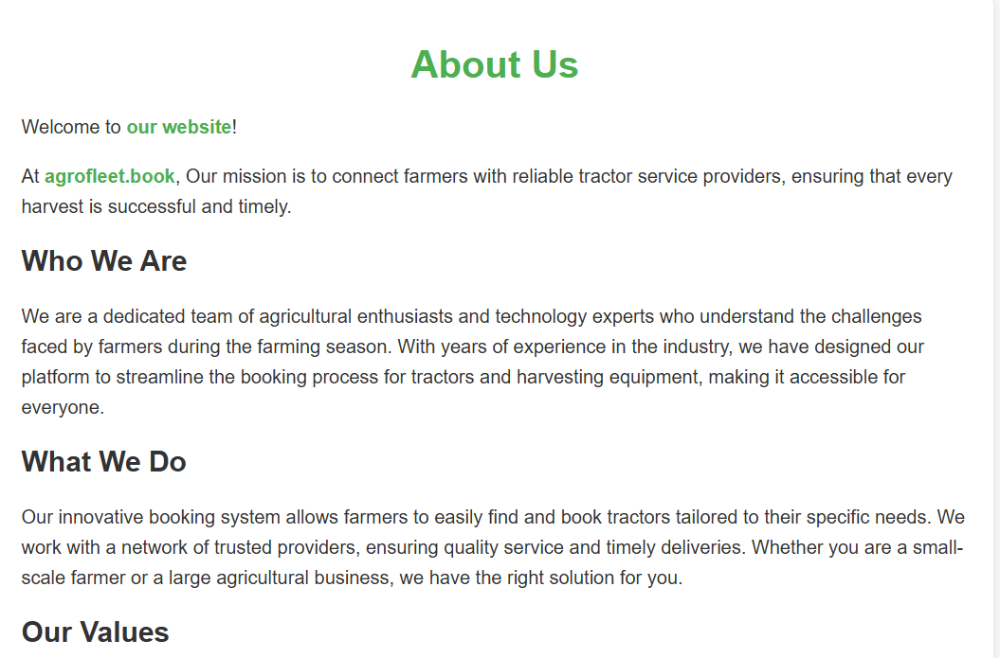 About Us
Welcome to our website!
At agrofleet.book, Our mission is to connect farmers with reliable tractor service providers, ensuring that every
harvest is successful and timely.
Who We Are
We are a dedicated team of agricultural enthusiasts and technology experts who understand the challenges
faced by farmers during the farming season. With years of experience in the industry, we have designed our
platform to streamline the booking process for tractors and harvesting equipment, making it accessible for
everyone.
What We Do
Our innovative booking system allows farmers to easily find and book tractors tailored to their specific needs. We
work with a network of trusted providers, ensuring quality service and timely deliveries. Whether you are a small-
scale farmer or a large agricultural business, we have the right solution for you.
Our Values